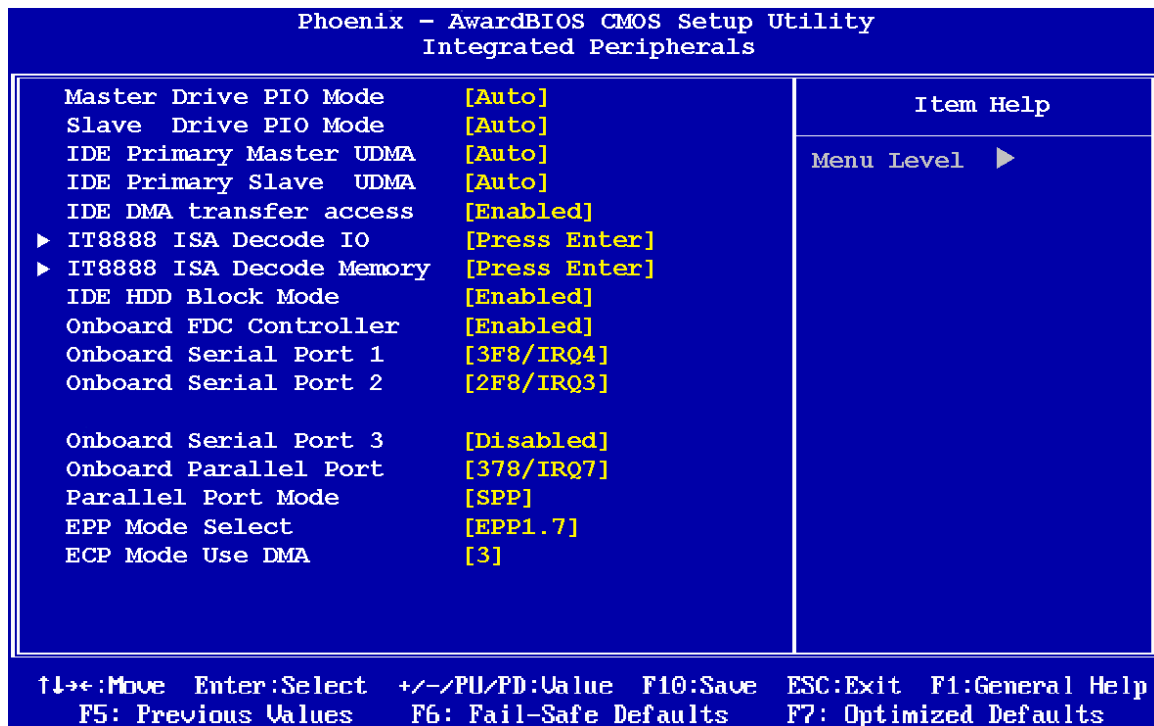 Phoenix – AwardBIOS CMOS Setup Utility
Integrated Peripherals
Master Drive PIO Mode [Auto]
Slave Drive PIO Mode [Auto]
IDE Primary Master UDMA [Auto]
IDE Primary Slave UDMA [Auto]
IDE DMA transfer access [Enabled]
▶ IT8888 ISA Decode IO [Press Enter]
▶ IT8888 ISA Decode Memory [Press Enter]
IDE HDD Block Mode [Enabled]
Onboard FDC Controller [Enabled]
Onboard Serial Port 1 [3F8/IRQ4]
Onboard Serial Port 2 [2F8/IRQ3]
Onboard Serial Port 3 [Disabled]
Onboard Parallel Port [378/IRQ7]
Parallel Port Mode [SPP]
EPP Mode Select [EPP1.7]
ECP Mode Use DMA [3]
Item Help
Menu Level ▶
↑↓→←:Move Enter:Select +/-/PU/PD:Value F10:Save ESC:Exit F1:General Help
F5: Previous Values F6: Fail-Safe Defaults F7: Optimized Defaults